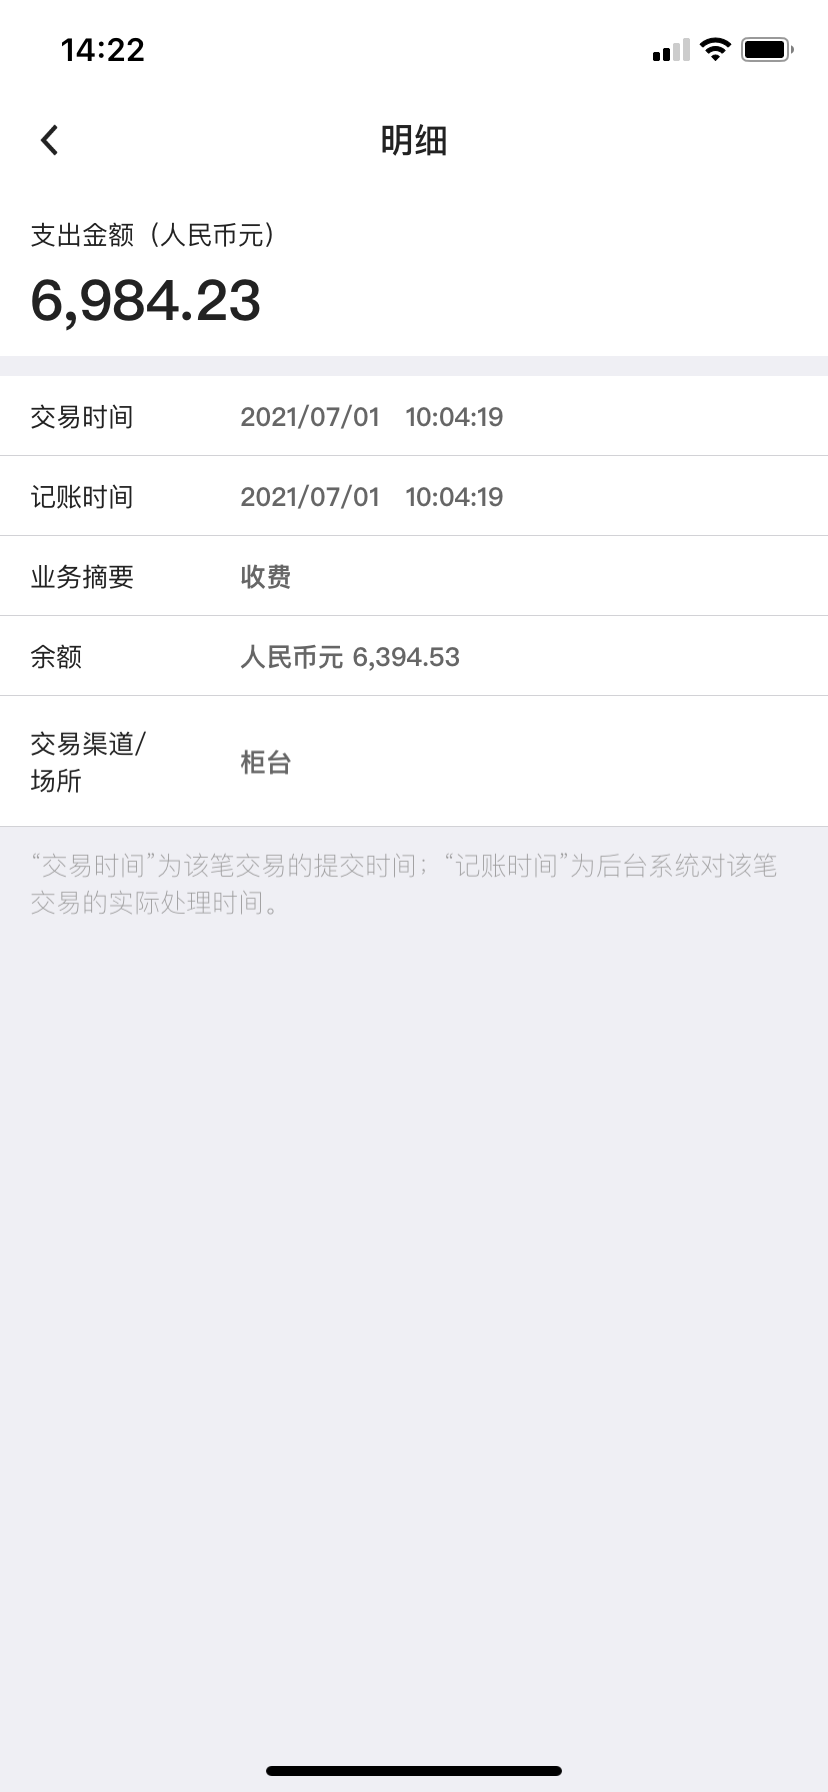 14:22
明细
支出金额（人民币元）
6,984.23
交易时间 2021/07/01 10:04:19
记账时间 2021/07/01 10:04:19
业务摘要 收费
余额 人民币元 6,394.53
交易渠道/
场所 柜台
“交易时间”为该笔交易的提交时间；“记账时间”为后台系统对该笔
交易的实际处理时间。